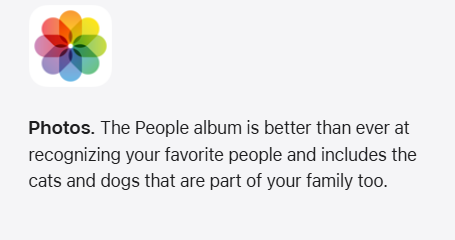 Photos. The People album is better than ever at
recognizing your favorite people and includes the
cats and dogs that are part of your family too.